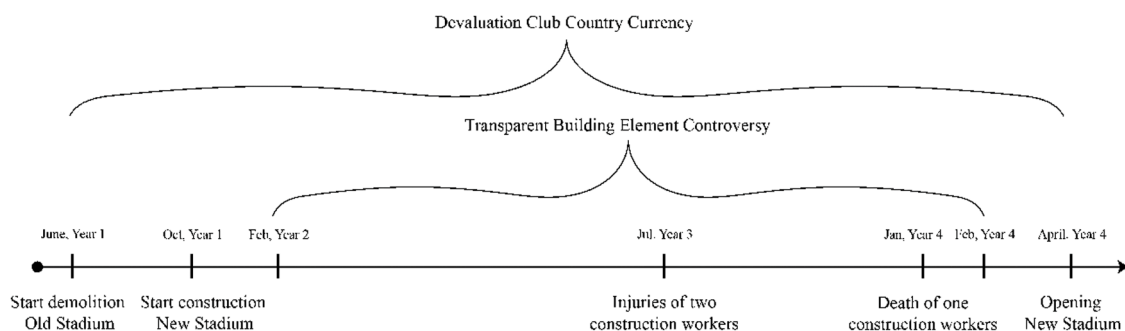 Devaluation Club Country Currency
Transparent Building Element Controversy
June, Year 1
Oct, Year 1
Feb, Year 2
Jul. Year 3
Jan, Year 4
Feb, Year 4
April. Year 4
Start demolition
Old Stadium
Start construction
New Stadium
Injuries of two
construction workers
Death of one
construction workers
Opening
New Stadium